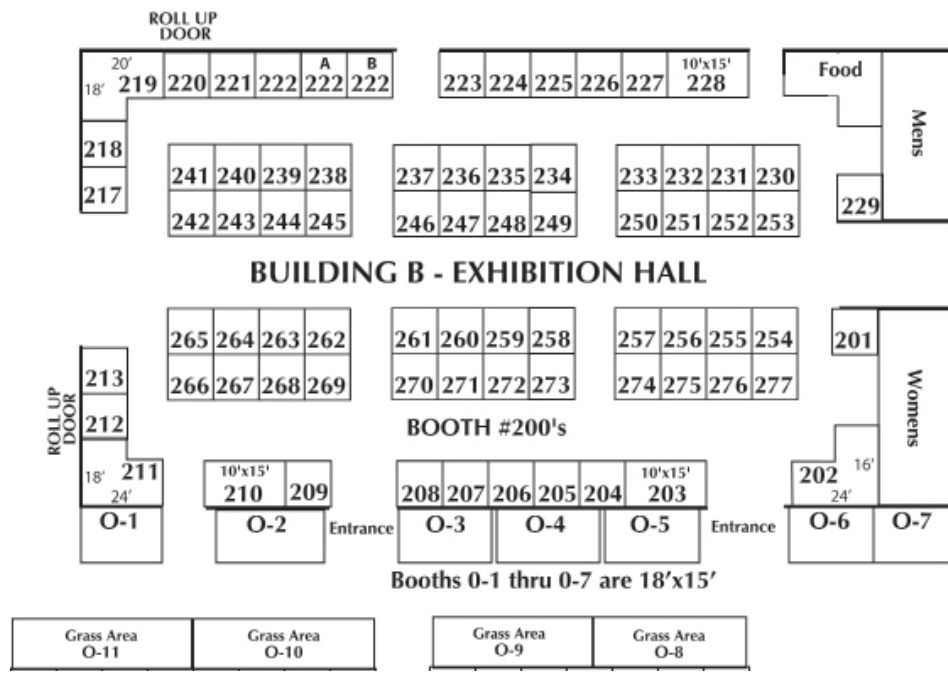 ROLL UP
DOOR
20′
A
B
10'x15'
Food
18′
219 220 221 222 222 222
223 224 225 226 227 228
Mens
218
241 240 239 238
237 236 235 234
233 232 231 230
217
229
242 243 244 245
246 247 248 249
250 251 252 253
BUILDING B - EXHIBITION HALL
265 264 263 262
261 260 259 258
257 256 255 254
201
213
266 267 268 269
270 271 272 273
274 275 276 277
Womens
ROLL UP
DOOR
212
BOOTH #200's
18′
211
24′
10'x15'
210 209
208 207 206 205 204
10'x15'
203
202
16′
24′
O-1
O-2
Entrance
O-3
O-4
O-5
Entrance
O-6
O-7
Booths 0-1 thru 0-7 are 18′x15′
Grass Area
O-11
Grass Area
O-10
Grass Area
O-9
Grass Area
O-8